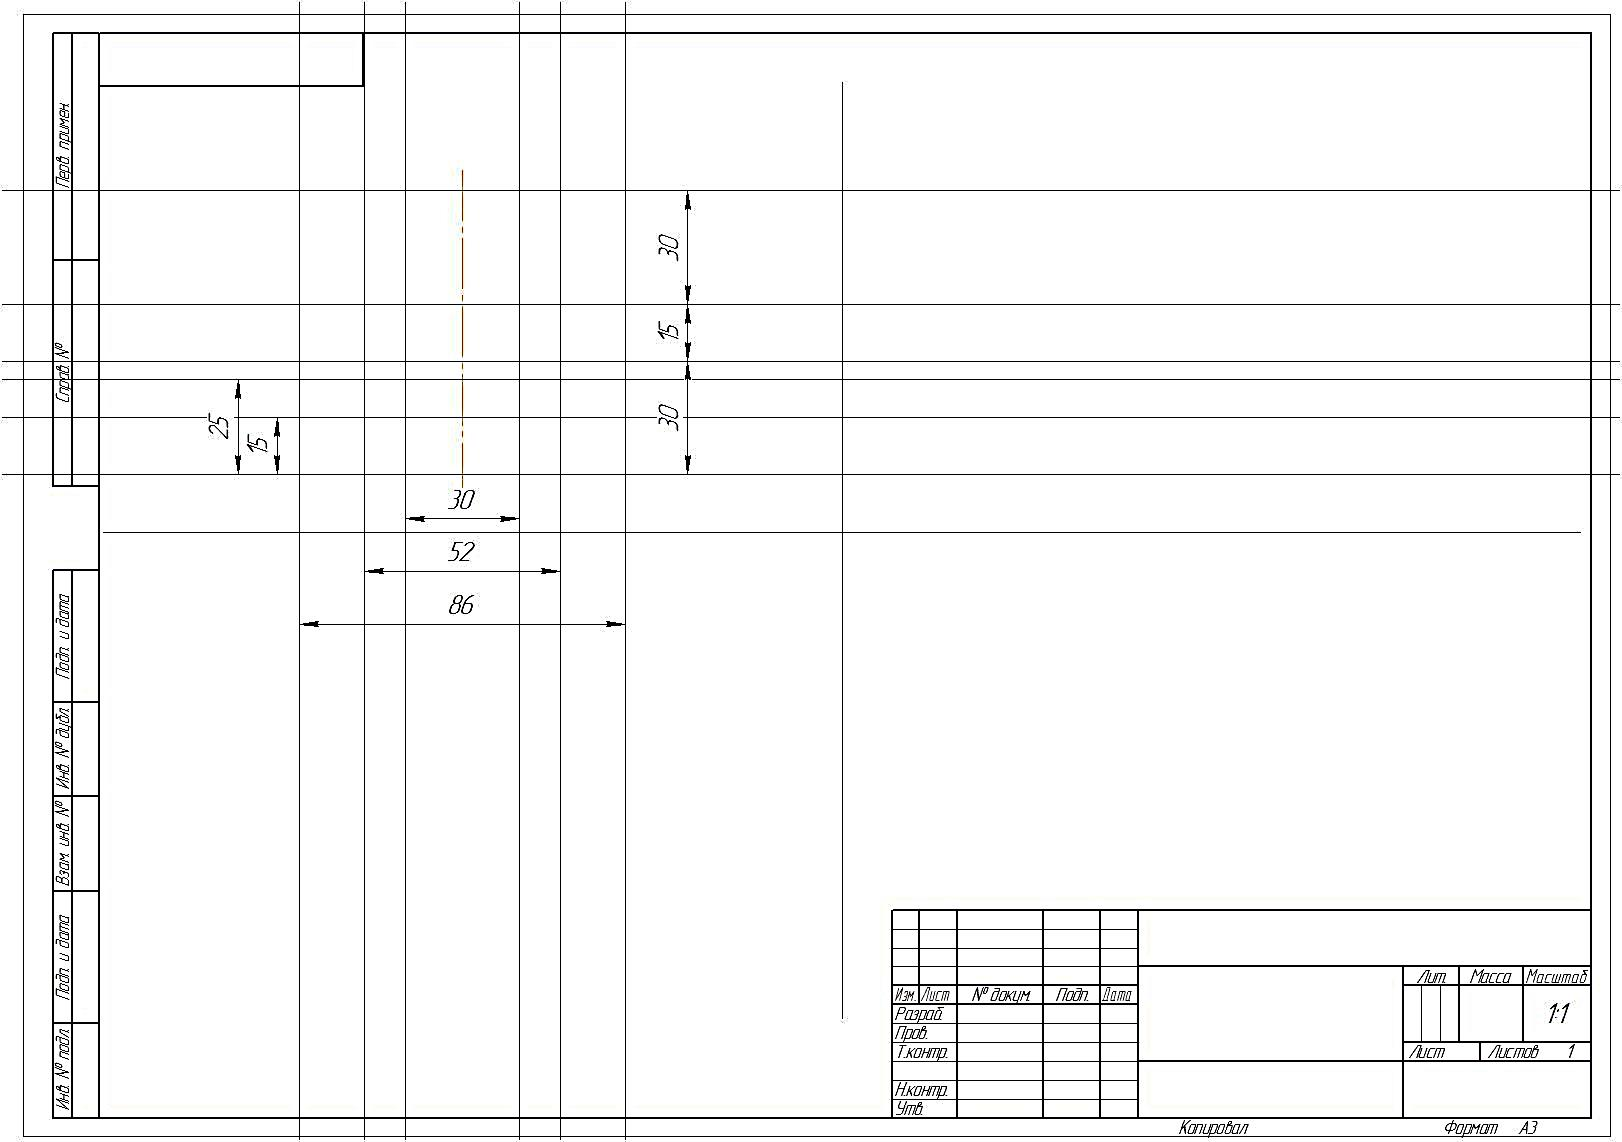 Перв. примен.
Справ. №
Подп. и дата
Инв. № дубл.
Взам. инв. №
Подп. и дата
Инв. № подл.
30
15
30
25
15
30
52
86
Изм. Лист № докум. Подп. Дата
Разраб.
Пров.
Т.контр.
Н.контр.
Утв.
Лит. Масса Масштаб
1:1
Лист Листов 1
Копировал Формат А3